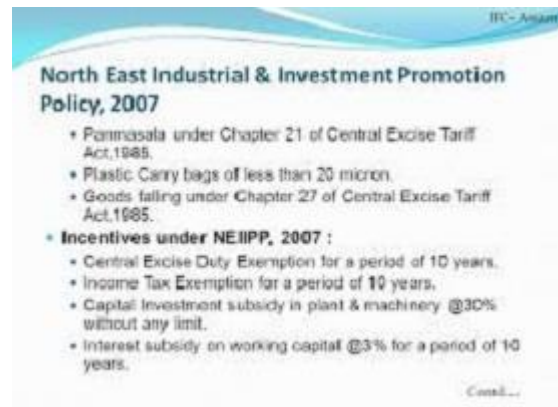 IFC- Assam
North East Industrial & Investment Promotion
Policy, 2007
• Panmasala under Chapter 21 of Central Excise Tariff
Act,1985.
• Plastic Carry bags of less than 20 micron.
• Goods falling under Chapter 27 of Central Excise Tariff
Act,1985.
• Incentives under NEIIPP, 2007 :
• Central Excise Duty Exemption for a period of 10 years.
• Income Tax Exemption for a period of 10 years.
• Capital Investment subsidy in plant & machinery @30%
without any limit.
• Interest subsidy on working capital @3% for a period of 10
years.
Contd....